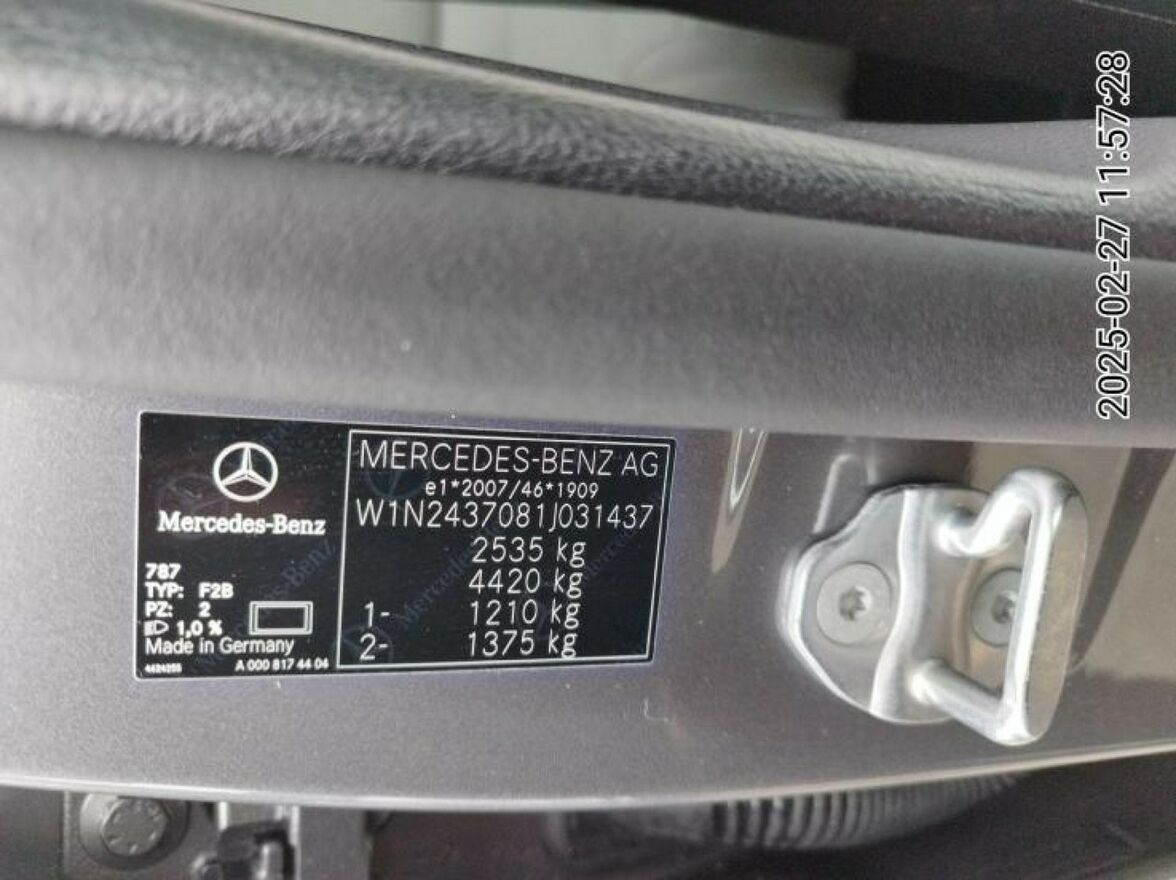 Mercedes-Benz
787
TYP: F2B
PZ: 2
1,0 %
Made in Germany
A 000 817 44 04
MERCEDES-BENZ AG
e1*2007/46*1909
W1N2437081J031437
2535 kg
4420 kg
1- 1210 kg
2- 1375 kg
2025-02-27 11:57:28